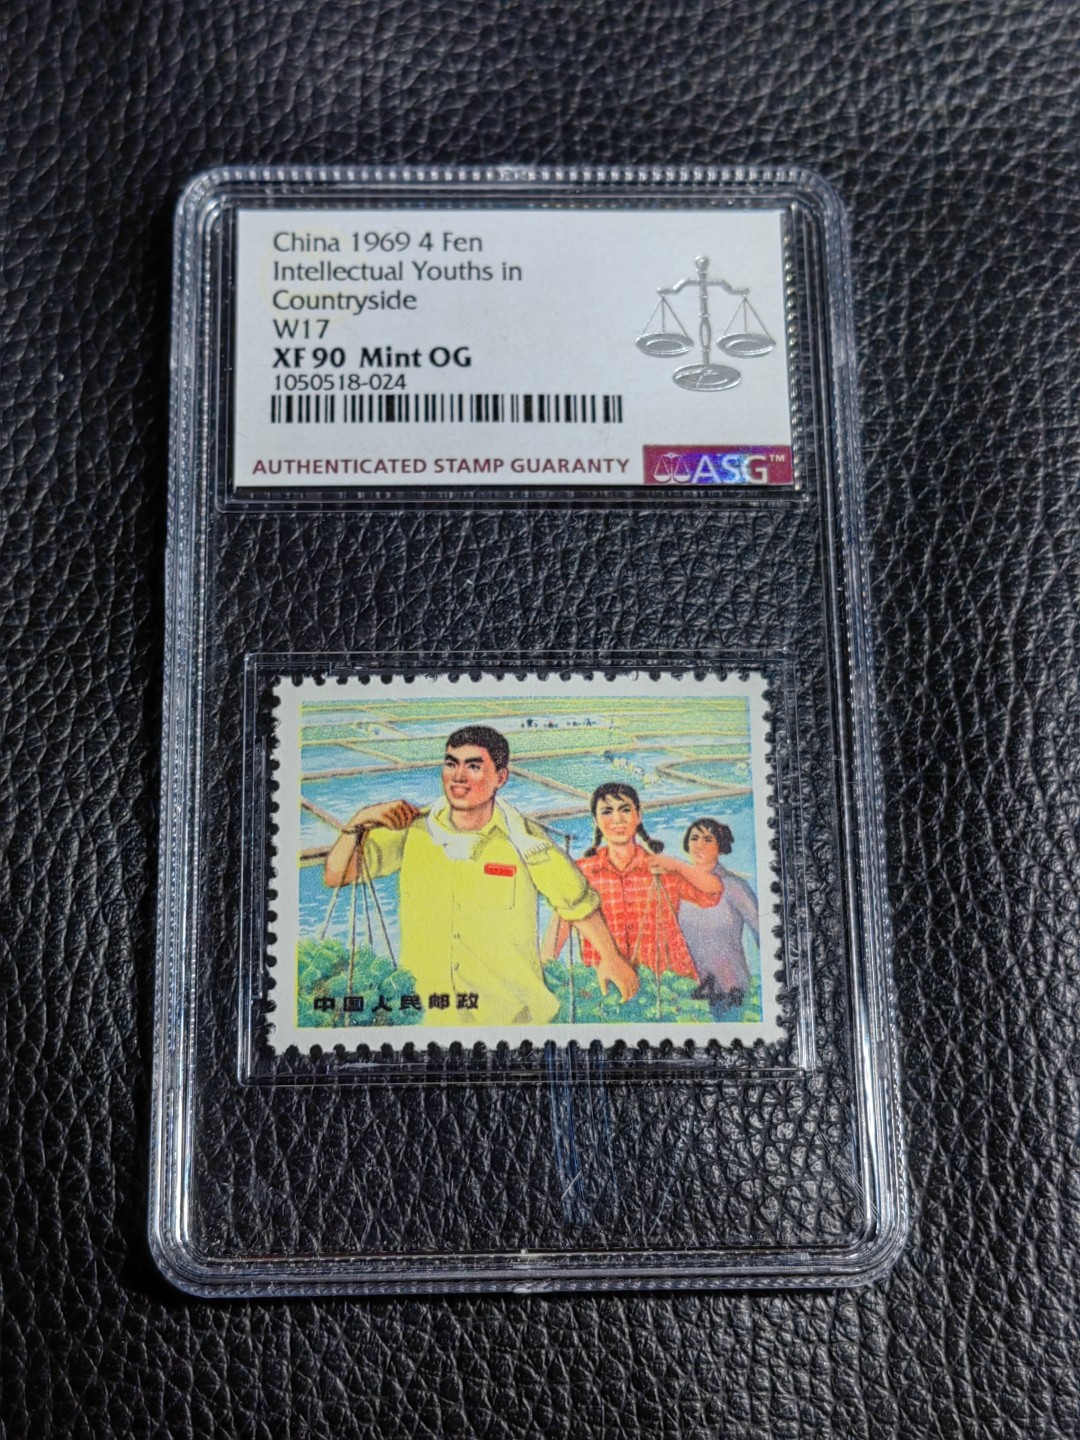 China 1969 4 Fen
Intellectual Youths in
Countryside
W17
XF 90 Mint OG
1050518-024
AUTHENTICATED STAMP GUARANTY
ASG™
中国人民邮政